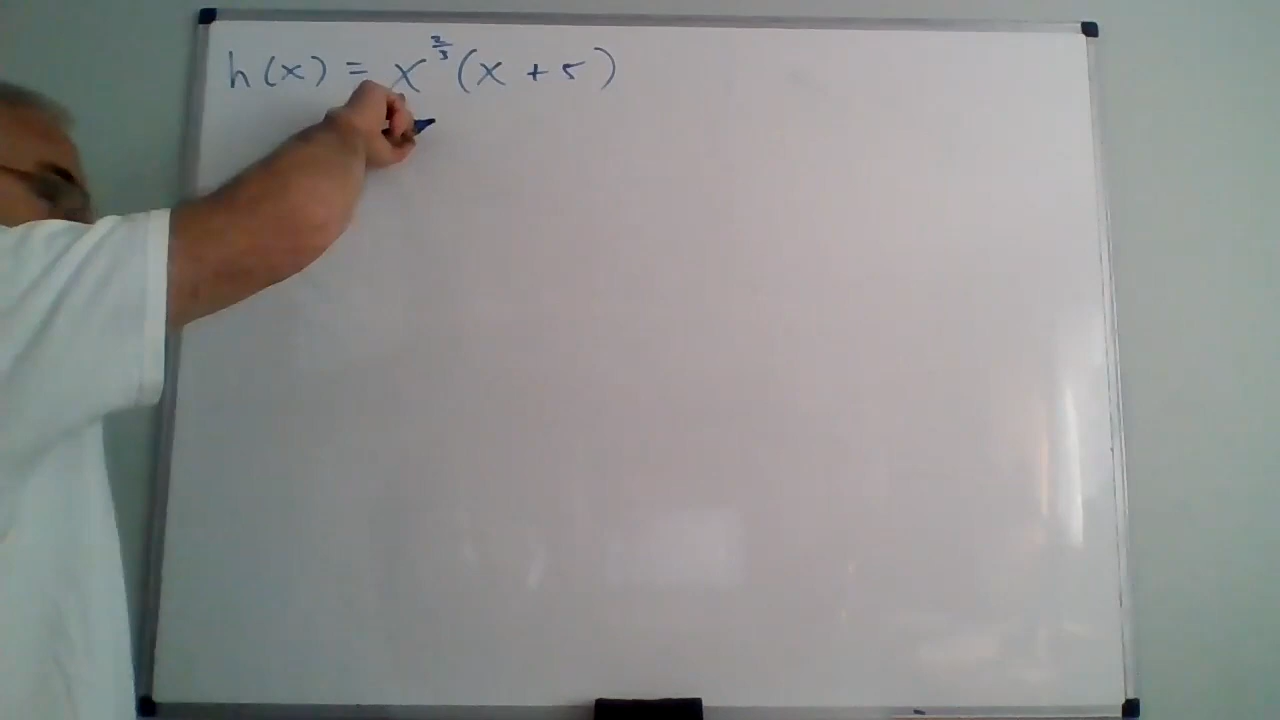 h(x) = x^{2/3}(x + 5)